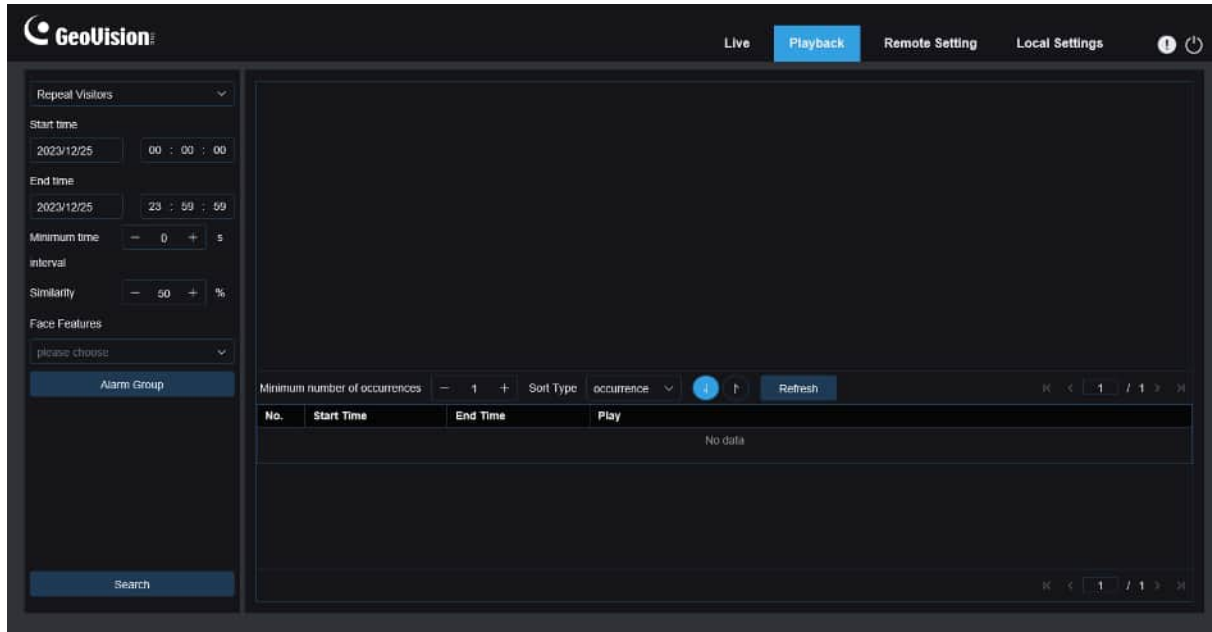 GeoVision
Live Playback Remote Setting Local Settings
Repeat Visitors
Start time
2023/12/25 00 : 00 : 00
End time
2023/12/25 23 : 59 : 59
Minimum time interval − 0 + s
Similarity − 50 + %
Face Features
please choose
Alarm Group
Search
Minimum number of occurrences − 1 + Sort Type occurrence Refresh 1 / 1
No. Start Time End Time Play
No data
1 / 1